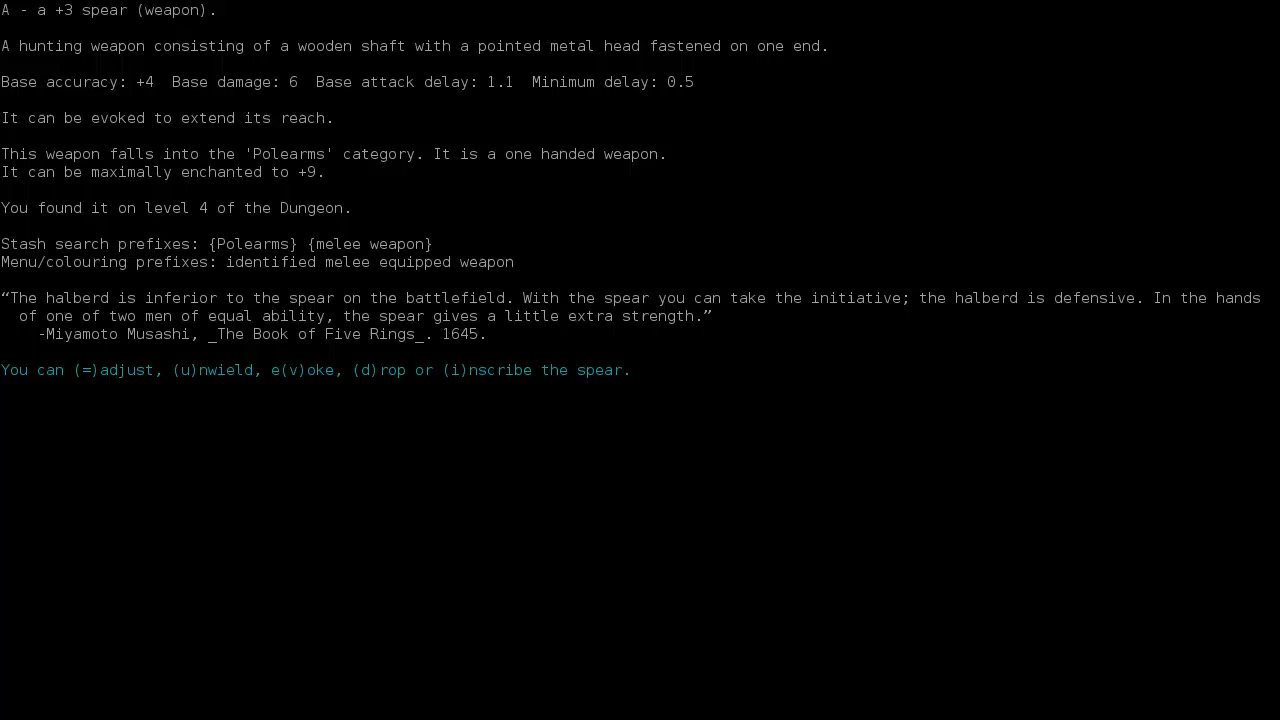 A - a +3 spear (weapon).
A hunting weapon consisting of a wooden shaft with a pointed metal head fastened on one end.
Base accuracy: +4  Base damage: 6  Base attack delay: 1.1  Minimum delay: 0.5
It can be evoked to extend its reach.
This weapon falls into the 'Polearms' category. It is a one handed weapon.
It can be maximally enchanted to +9.
You found it on level 4 of the Dungeon.
Stash search prefixes: {Polearms} {melee weapon}
Menu/colouring prefixes: identified melee equipped weapon
“The halberd is inferior to the spear on the battlefield. With the spear you can take the initiative; the halberd is defensive. In the hands
of one of two men of equal ability, the spear gives a little extra strength.”
-Miyamoto Musashi, _The Book of Five Rings_. 1645.
You can (=)adjust, (u)nwield, e(v)oke, (d)rop or (i)nscribe the spear.